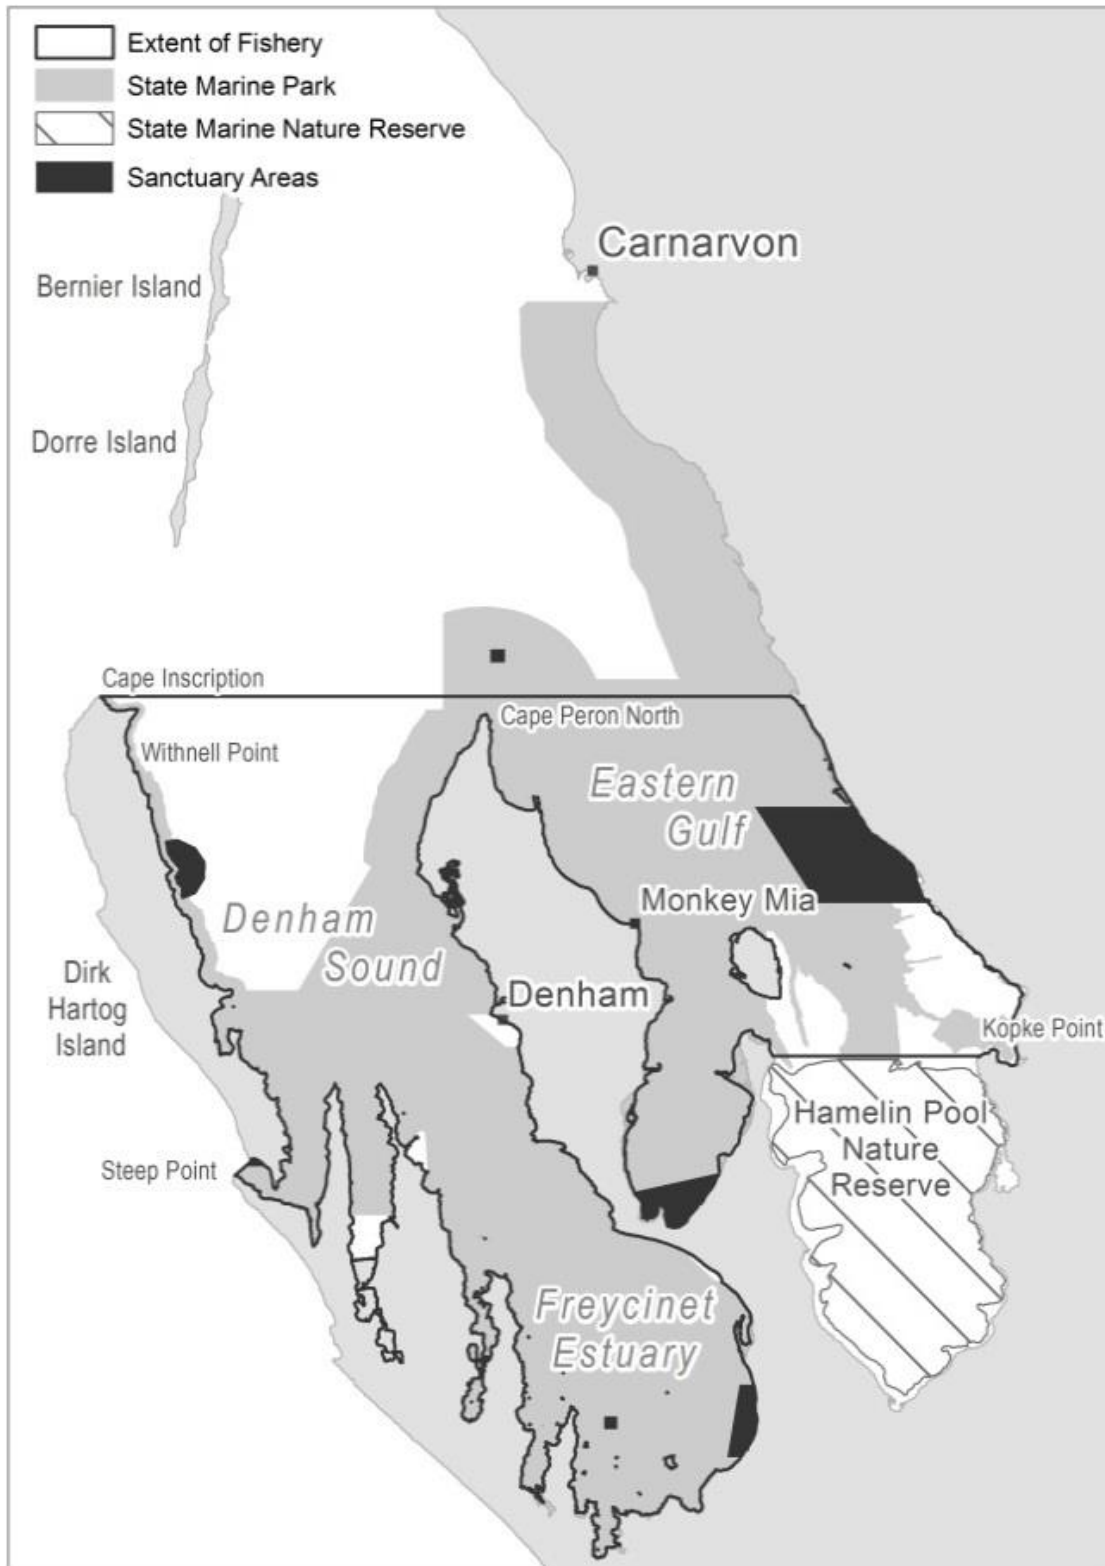 Extent of Fishery
State Marine Park
State Marine Nature Reserve
Sanctuary Areas
Carnarvon
Bernier Island
Dorre Island
Cape Inscription
Cape Peron North
Withnell Point
Eastern
Gulf
Monkey Mia
Denham
Sound
Dirk
Hartog
Island
Denham
Kopke Point
Hamelin Pool
Nature
Reserve
Steep Point
Freycinet
Estuary